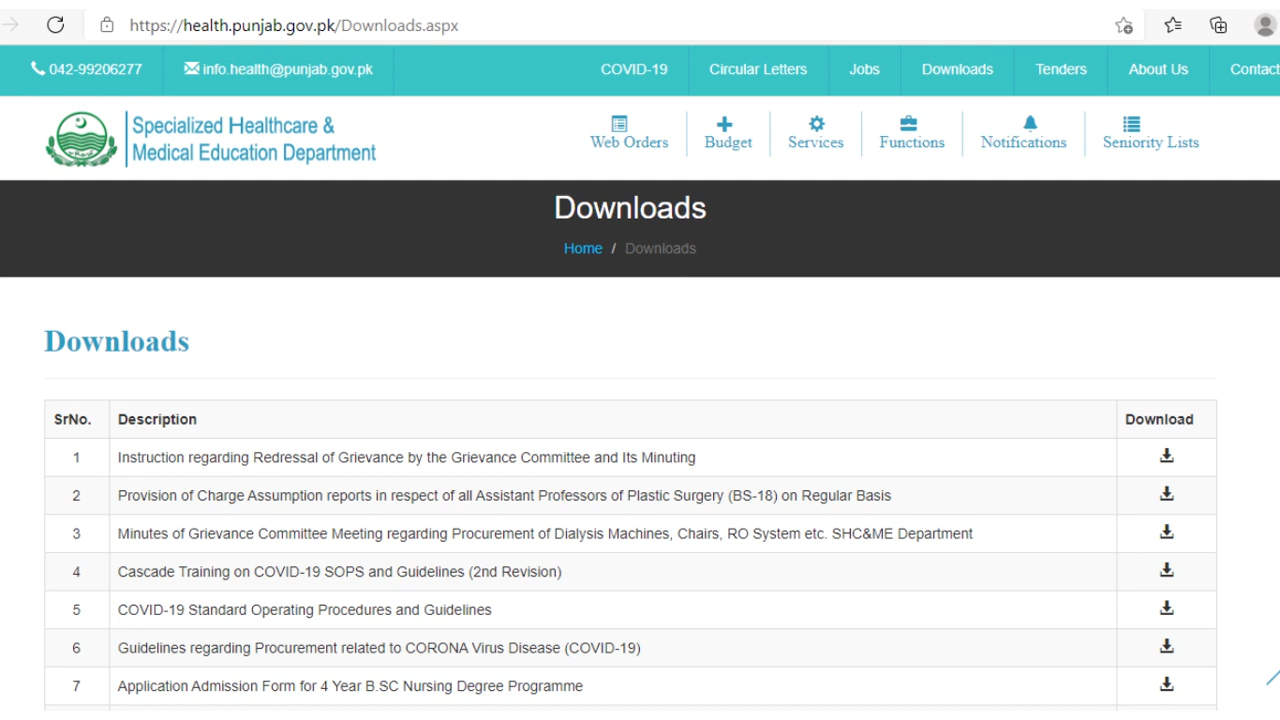 https://health.punjab.gov.pk/Downloads.aspx
042-99206277 info.health@punjab.gov.pk COVID-19 Circular Letters Jobs Downloads Tenders About Us Contact
Specialized Healthcare &
Medical Education Department
Web Orders Budget Services Functions Notifications Seniority Lists
Downloads
Home / Downloads
Downloads
SrNo. Description Download
1 Instruction regarding Redressal of Grievance by the Grievance Committee and Its Minuting
2 Provision of Charge Assumption reports in respect of all Assistant Professors of Plastic Surgery (BS-18) on Regular Basis
3 Minutes of Grievance Committee Meeting regarding Procurement of Dialysis Machines, Chairs, RO System etc. SHC&ME Department
4 Cascade Training on COVID-19 SOPS and Guidelines (2nd Revision)
5 COVID-19 Standard Operating Procedures and Guidelines
6 Guidelines regarding Procurement related to CORONA Virus Disease (COVID-19)
7 Application Admission Form for 4 Year B.SC Nursing Degree Programme